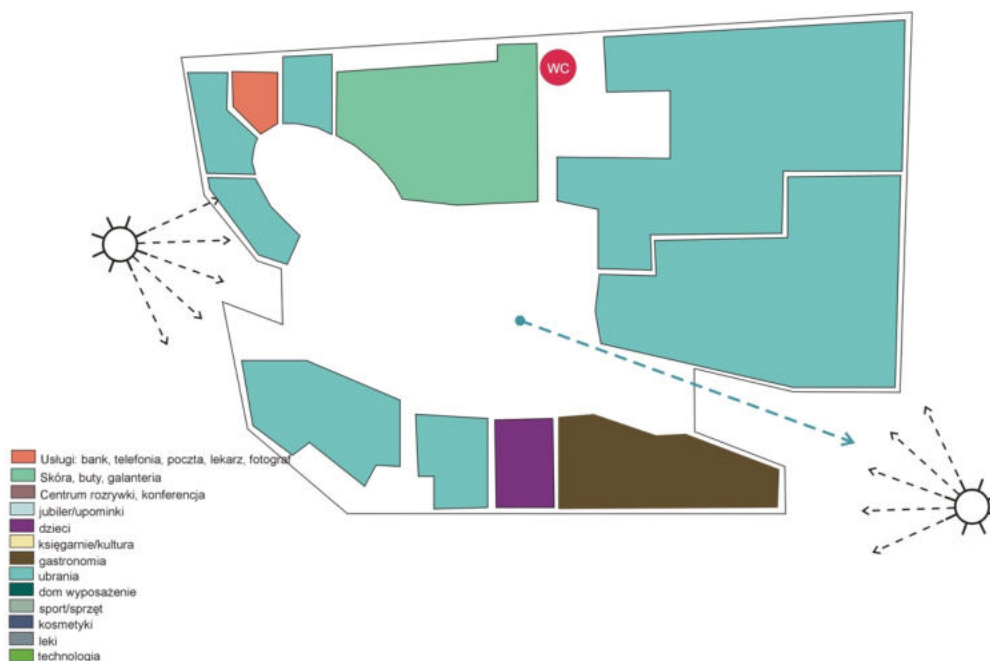 WC
Usługi: bank, telefonia, poczta, lekarz, fotograf
Skóra, buty, galanteria
Centrum rozrywki, konferencja
jubiler/upominki
dzieci
księgarnie/kultura
gastronomia
ubrania
dom wyposażenie
sport/sprzęt
kosmetyki
leki
technologia